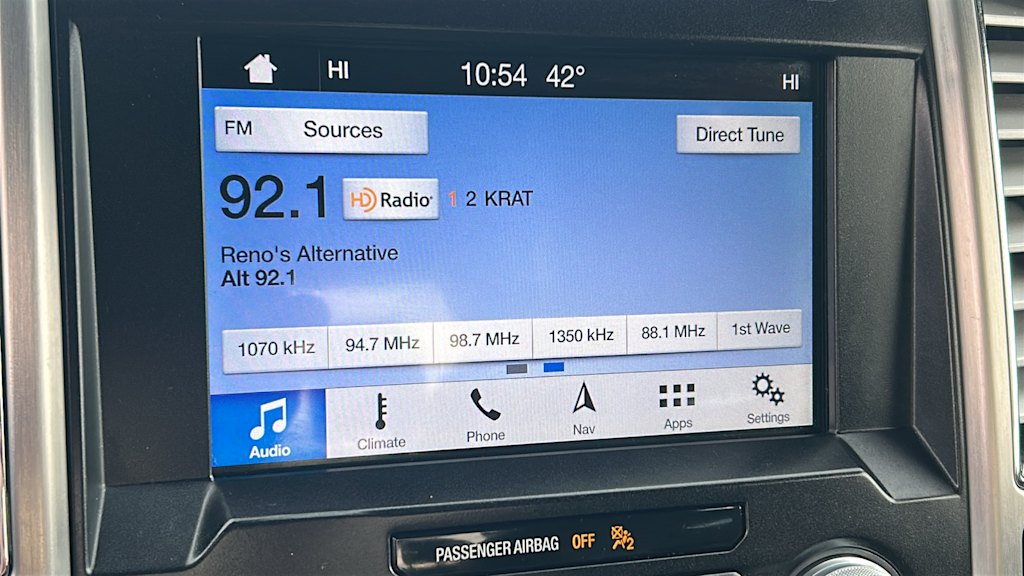 HI 10:54 42° HI
FM Sources Direct Tune
92.1 HD Radio 1 2 KRAT
Reno's Alternative
Alt 92.1
1070 kHz 94.7 MHz 98.7 MHz 1350 kHz 88.1 MHz 1st Wave
Audio Climate Phone Nav Apps Settings
PASSENGER AIRBAG OFF 2